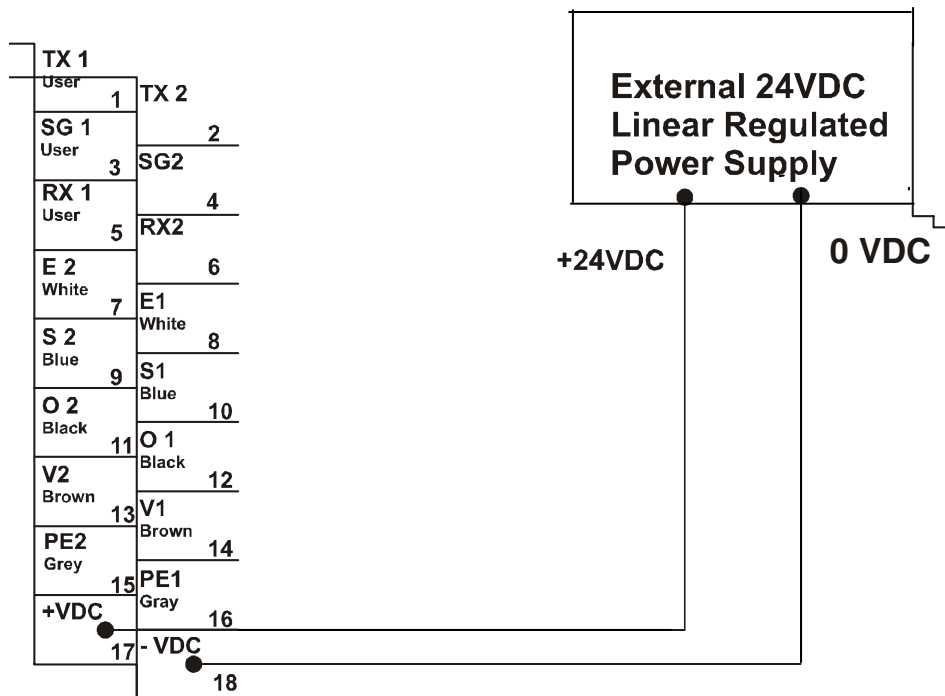 TX 1
User
1
TX 2
2
SG 1
User
3
SG2
4
RX 1
User
5
RX2
6
E 2
White
7
E1
White
8
S 2
Blue
9
S1
Blue
10
O 2
Black
11
O 1
Black
12
V2
Brown
13
V1
Brown
14
PE2
Grey
15
PE1
Gray
16
+VDC
17
- VDC
18
External 24VDC
Linear Regulated
Power Supply
+24VDC
0 VDC